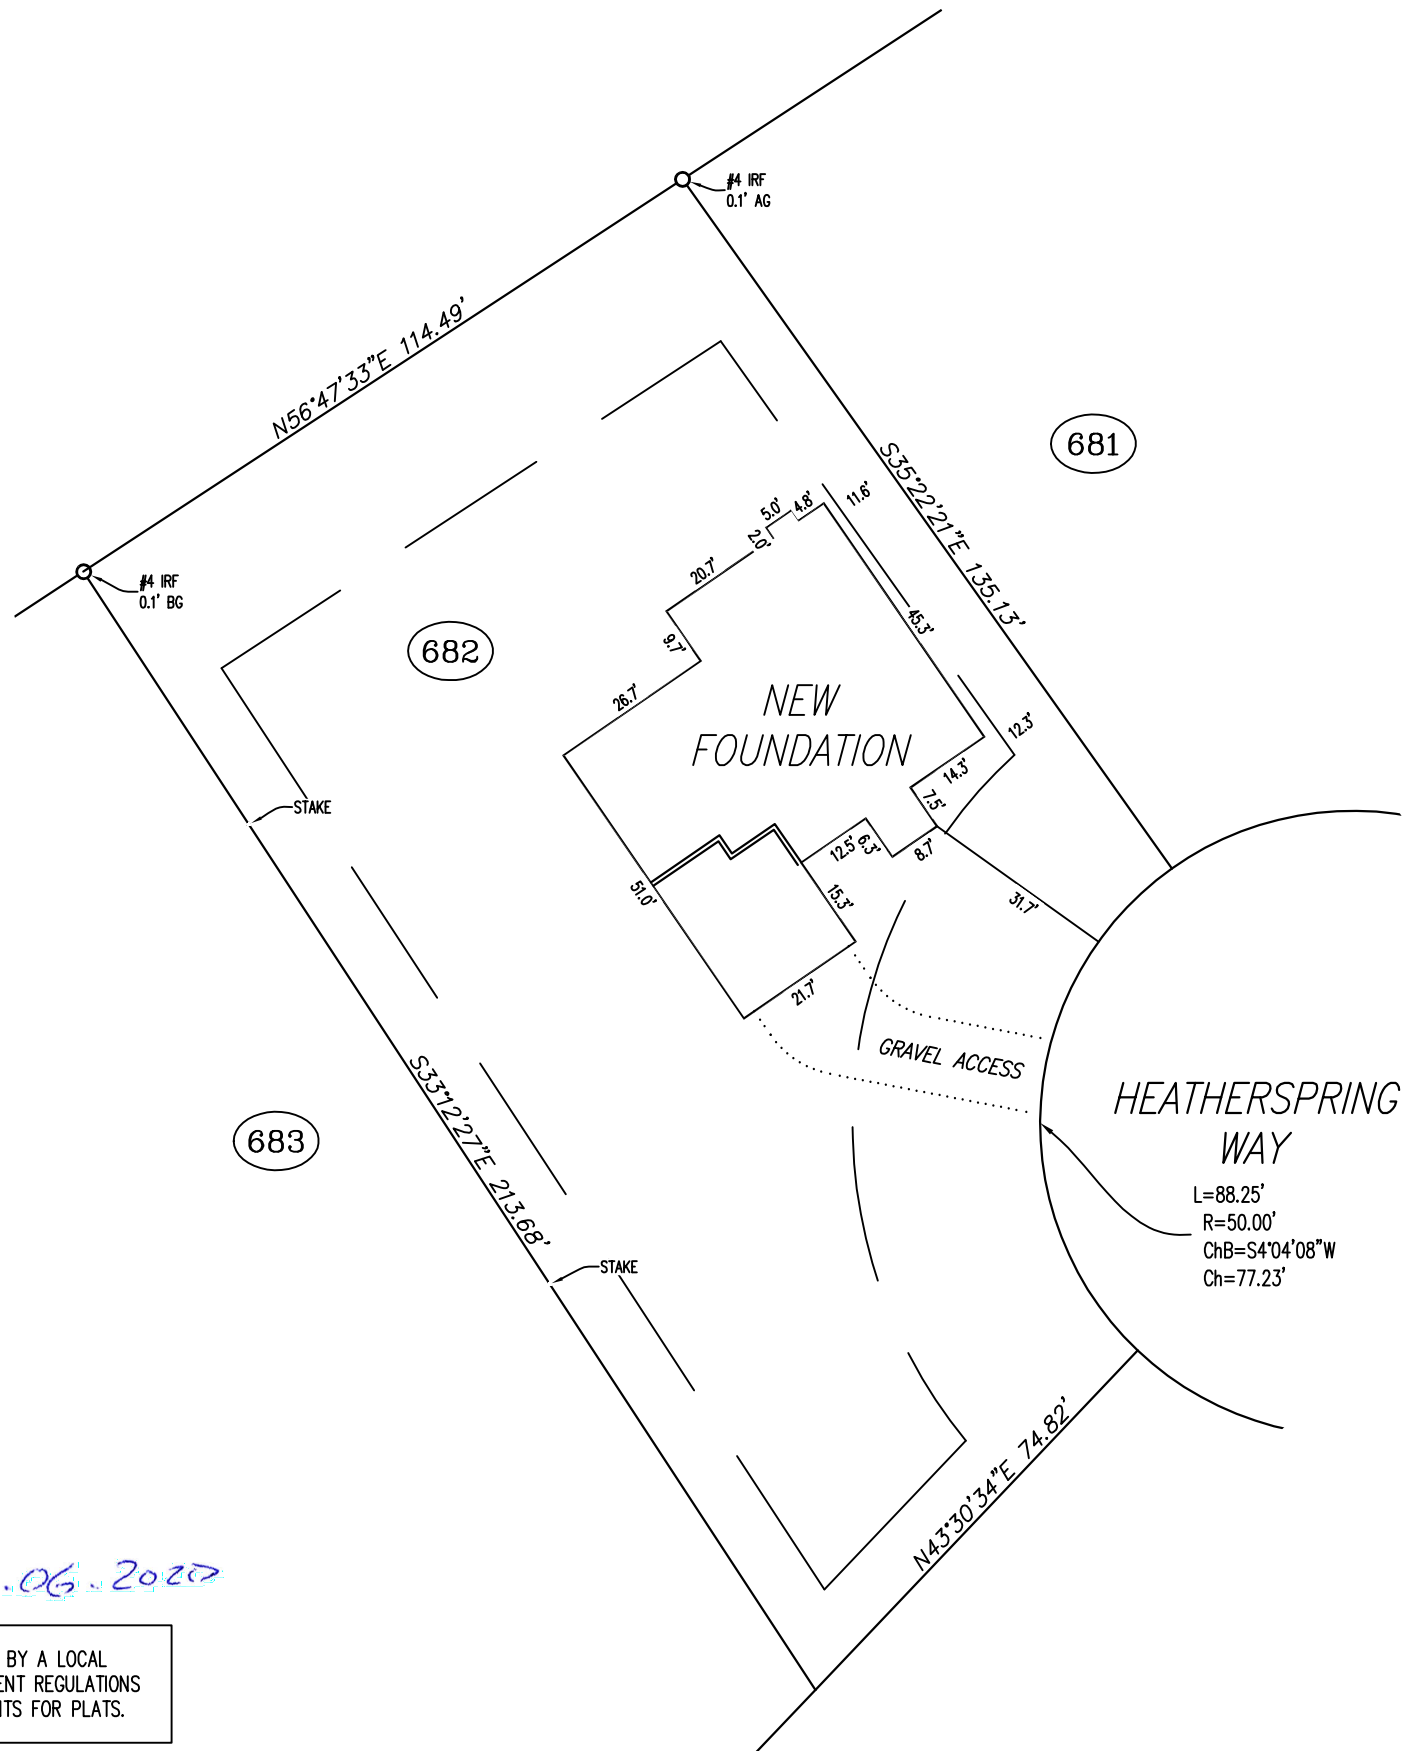 #4 IRF
0.1' AG
N56°47'33"E 114.49'
681
S35°22'21"E 135.13'
11.6'
4.8'
5.0'
2.0'
20.7'
#4 IRF
0.1' BG
45.3'
9.7'
682
26.7'
NEW
FOUNDATION
12.3'
14.3'
7.5'
STAKE
12.5'
6.3'
8.7'
51.0'
15.3'
31.7'
21.7'
GRAVEL ACCESS
HEATHERSPRING
WAY
683
S33°12'27"E 213.68'
L=88.25'
R=50.00'
ChB=S4°04'08"W
Ch=77.23'
STAKE
N43°30'34"E 74.82'
.06.2020
BY A LOCAL
ENT REGULATIONS
TS FOR PLATS.